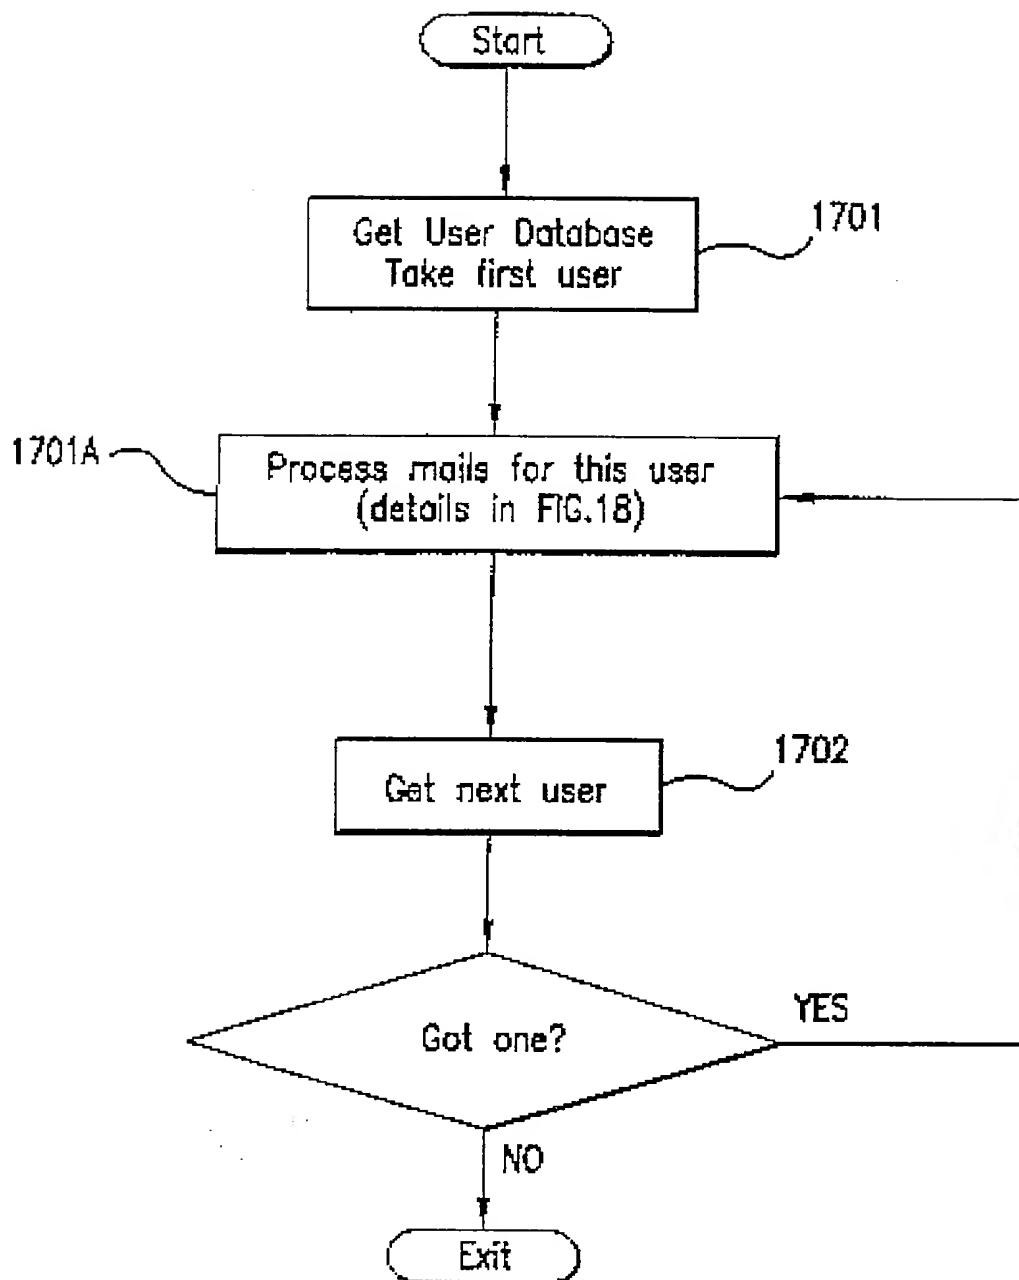 Start
Get User Database
Take first user
1701
1701A
Process mails for this user
(details in FIG.18)
Get next user
1702
Got one?
YES
NO
Exit